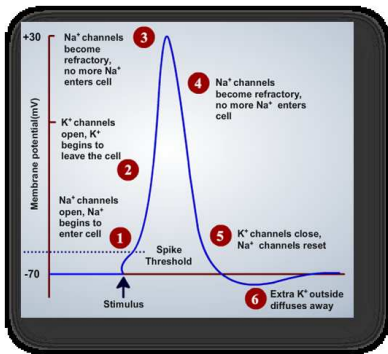 +30
Na⁺ channels
become
refractory,
no more Na⁺
enters cell
3
4
Na⁺ channels
become refractory,
no more Na⁺ enters
cell
Membrane potential(mV)
K⁺ channels
open, K⁺
begins to
leave the cell
2
Na⁺ channels
open, Na⁺
begins to
enter cell
1
Spike
Threshold
5
K⁺ channels close,
Na⁺ channels reset
-70
Stimulus
6
Extra K⁺ outside
diffuses away